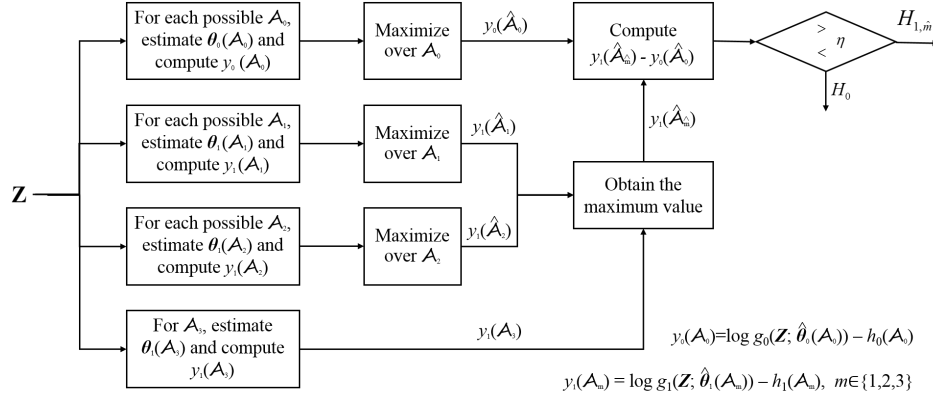 For each possible 𝒜₀,
estimate θ₀(𝒜₀) and
compute y₀(𝒜₀)
Maximize
over 𝒜₀
y₀(𝒜̂₀)
Compute
y₁(𝒜̂_m̂) - y₀(𝒜̂₀)
>
<
η
H_{1,m̂}
H₀
For each possible 𝒜₁,
estimate θ₁(𝒜₁) and
compute y₁(𝒜₁)
Maximize
over 𝒜₁
y₁(𝒜̂₁)
y₁(𝒜̂_m̂)
Z
Obtain the
maximum value
For each possible 𝒜₂,
estimate θ₁(𝒜₂) and
compute y₁(𝒜₂)
Maximize
over 𝒜₂
y₁(𝒜̂₂)
For 𝒜₃, estimate
θ₁(𝒜₃) and compute
y₁(𝒜₃)
y₁(𝒜₃)
y₀(𝒜₀)=log g₀(Z; θ̂₀(𝒜₀)) – h₀(𝒜₀)
y₁(𝒜ₘ) = log g₁(Z; θ̂₁(𝒜ₘ)) – h₁(𝒜ₘ), m∈{1,2,3}